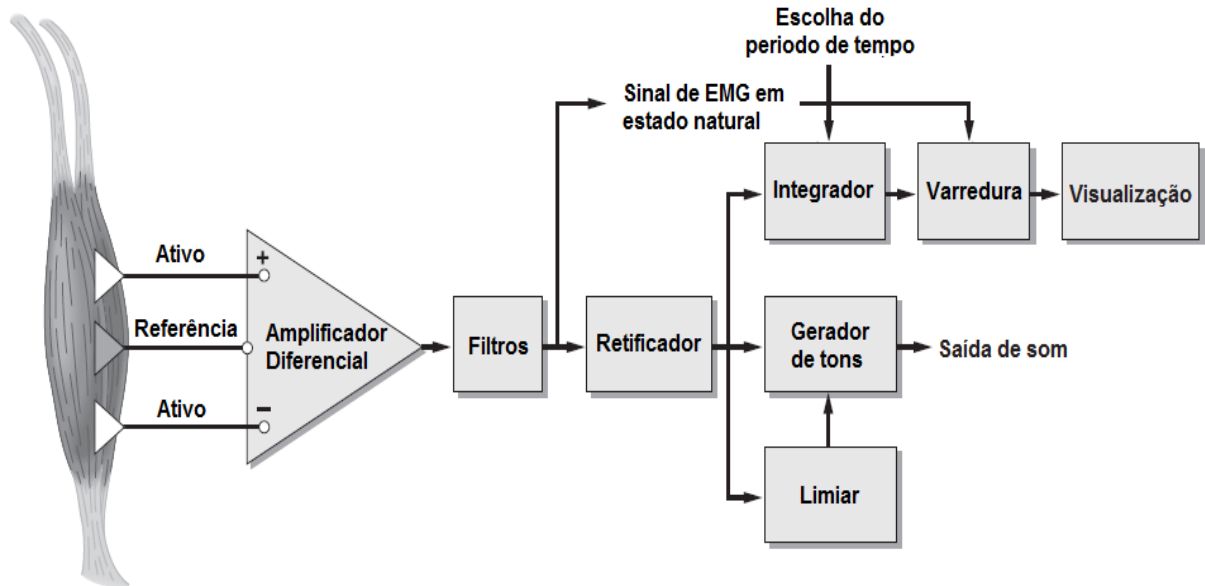 Escolha do
periodo de tempo
Sinal de EMG em
estado natural
Integrador
Varredura
Visualização
Ativo
+
Referência
Amplificador
Diferencial
Filtros
Retificador
Gerador
de tons
Saída de som
Ativo
−
Limiar